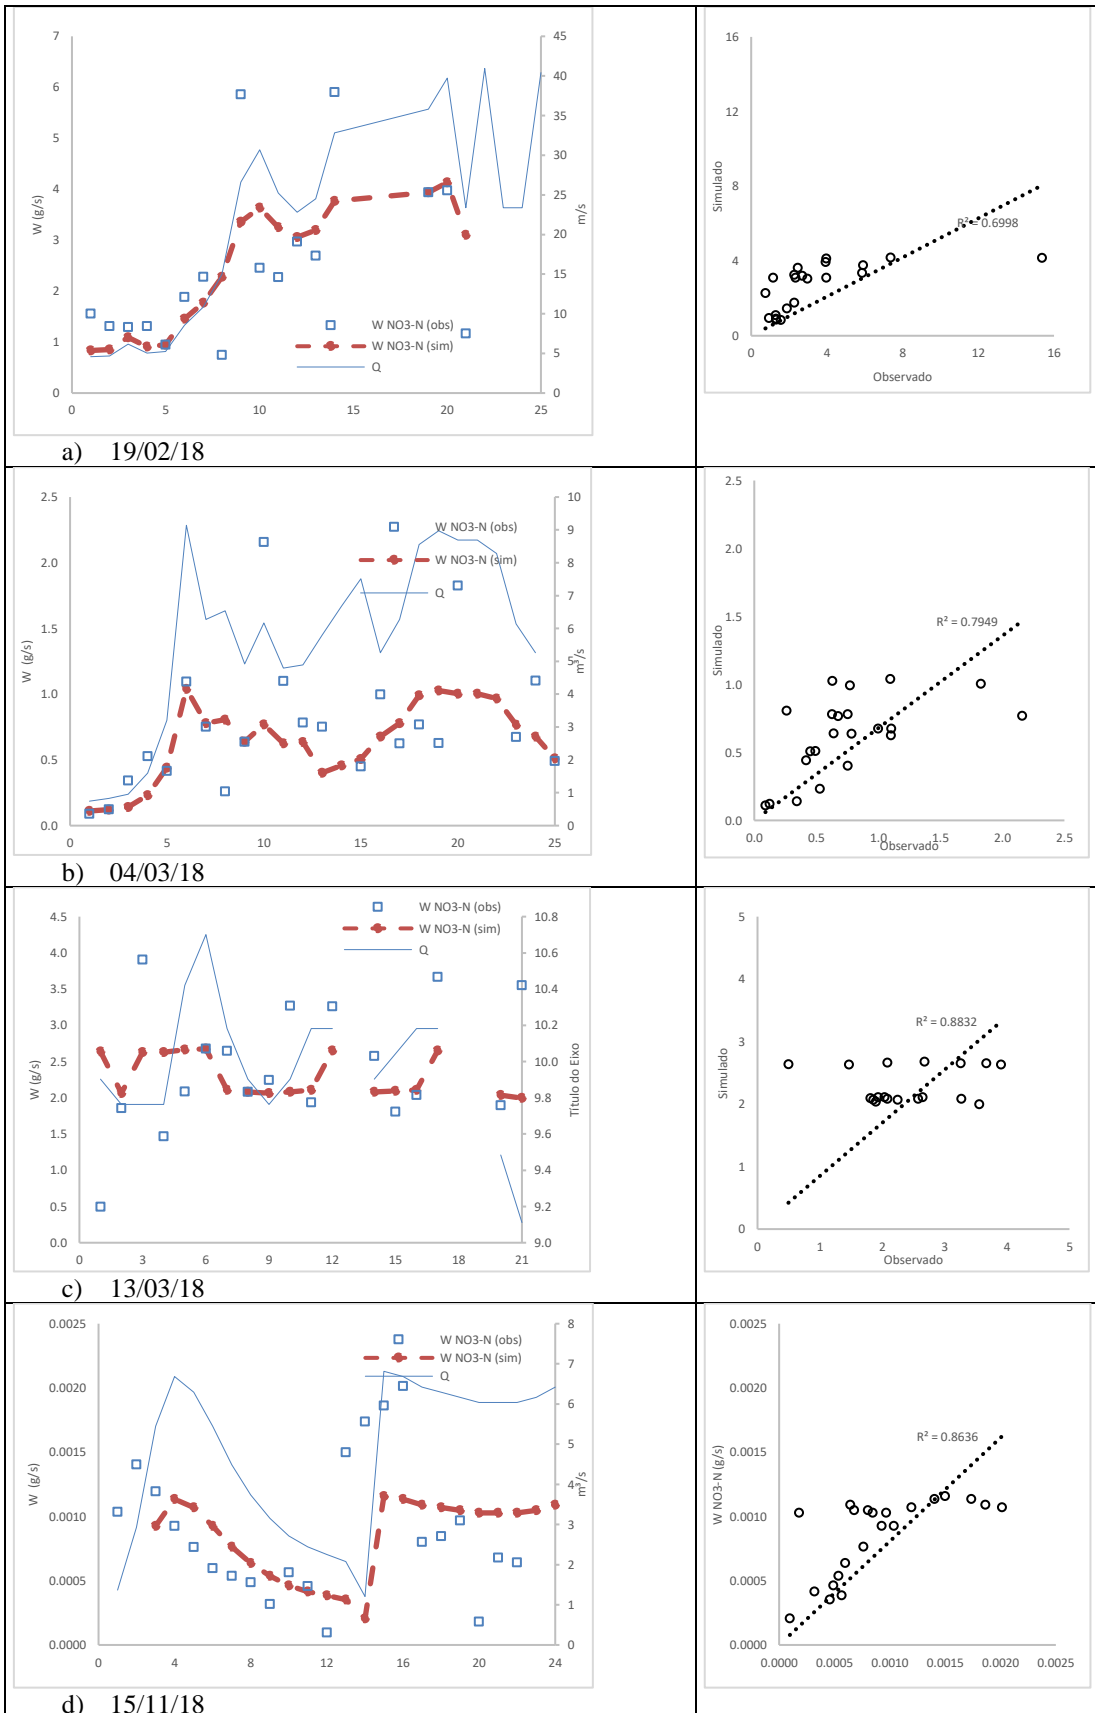 7
6
5
4
3
2
1
0
W (g/s)
45
40
35
30
25
20
15
10
5
0
m/s
W NO3-N (obs)
W NO3-N (sim)
Q
0 5 10 15 20 25
16
12
8
4
0
Simulado
R² = 0.6998
0 4 8 12 16
Observado
a) 19/02/18
2.5
2.0
1.5
1.0
0.5
0.0
W (g/s)
10
9
8
7
6
5
4
3
2
1
0
m³/s
W NO3-N (obs)
W NO3-N (sim)
Q
0 5 10 15 20 25
2.5
2.0
1.5
1.0
0.5
0.0
Simulado
R² = 0.7949
0.0 0.5 1.0 1.5 2.0 2.5
Observado
b) 04/03/18
4.5
4.0
3.5
3.0
2.5
2.0
1.5
1.0
0.5
0.0
W (g/s)
10.8
10.6
10.4
10.2
10.0
9.8
9.6
9.4
9.2
9.0
Título do Eixo
W NO3-N (obs)
W NO3-N (sim)
Q
0 3 6 9 12 15 18 21
5
4
3
2
1
0
Simulado
R² = 0.8832
0 1 2 3 4 5
Observado
c) 13/03/18
0.0025
0.0020
0.0015
0.0010
0.0005
0.0000
W (g/s)
8
7
6
5
4
3
2
1
0
m³/s
W NO3-N (obs)
W NO3-N (sim)
Q
0 4 8 12 16 20 24
0.0025
0.0020
0.0015
0.0010
0.0005
0.0000
W NO3-N (g/s)
R² = 0.8636
0.0000 0.0005 0.0010 0.0015 0.0020 0.0025
d) 15/11/18